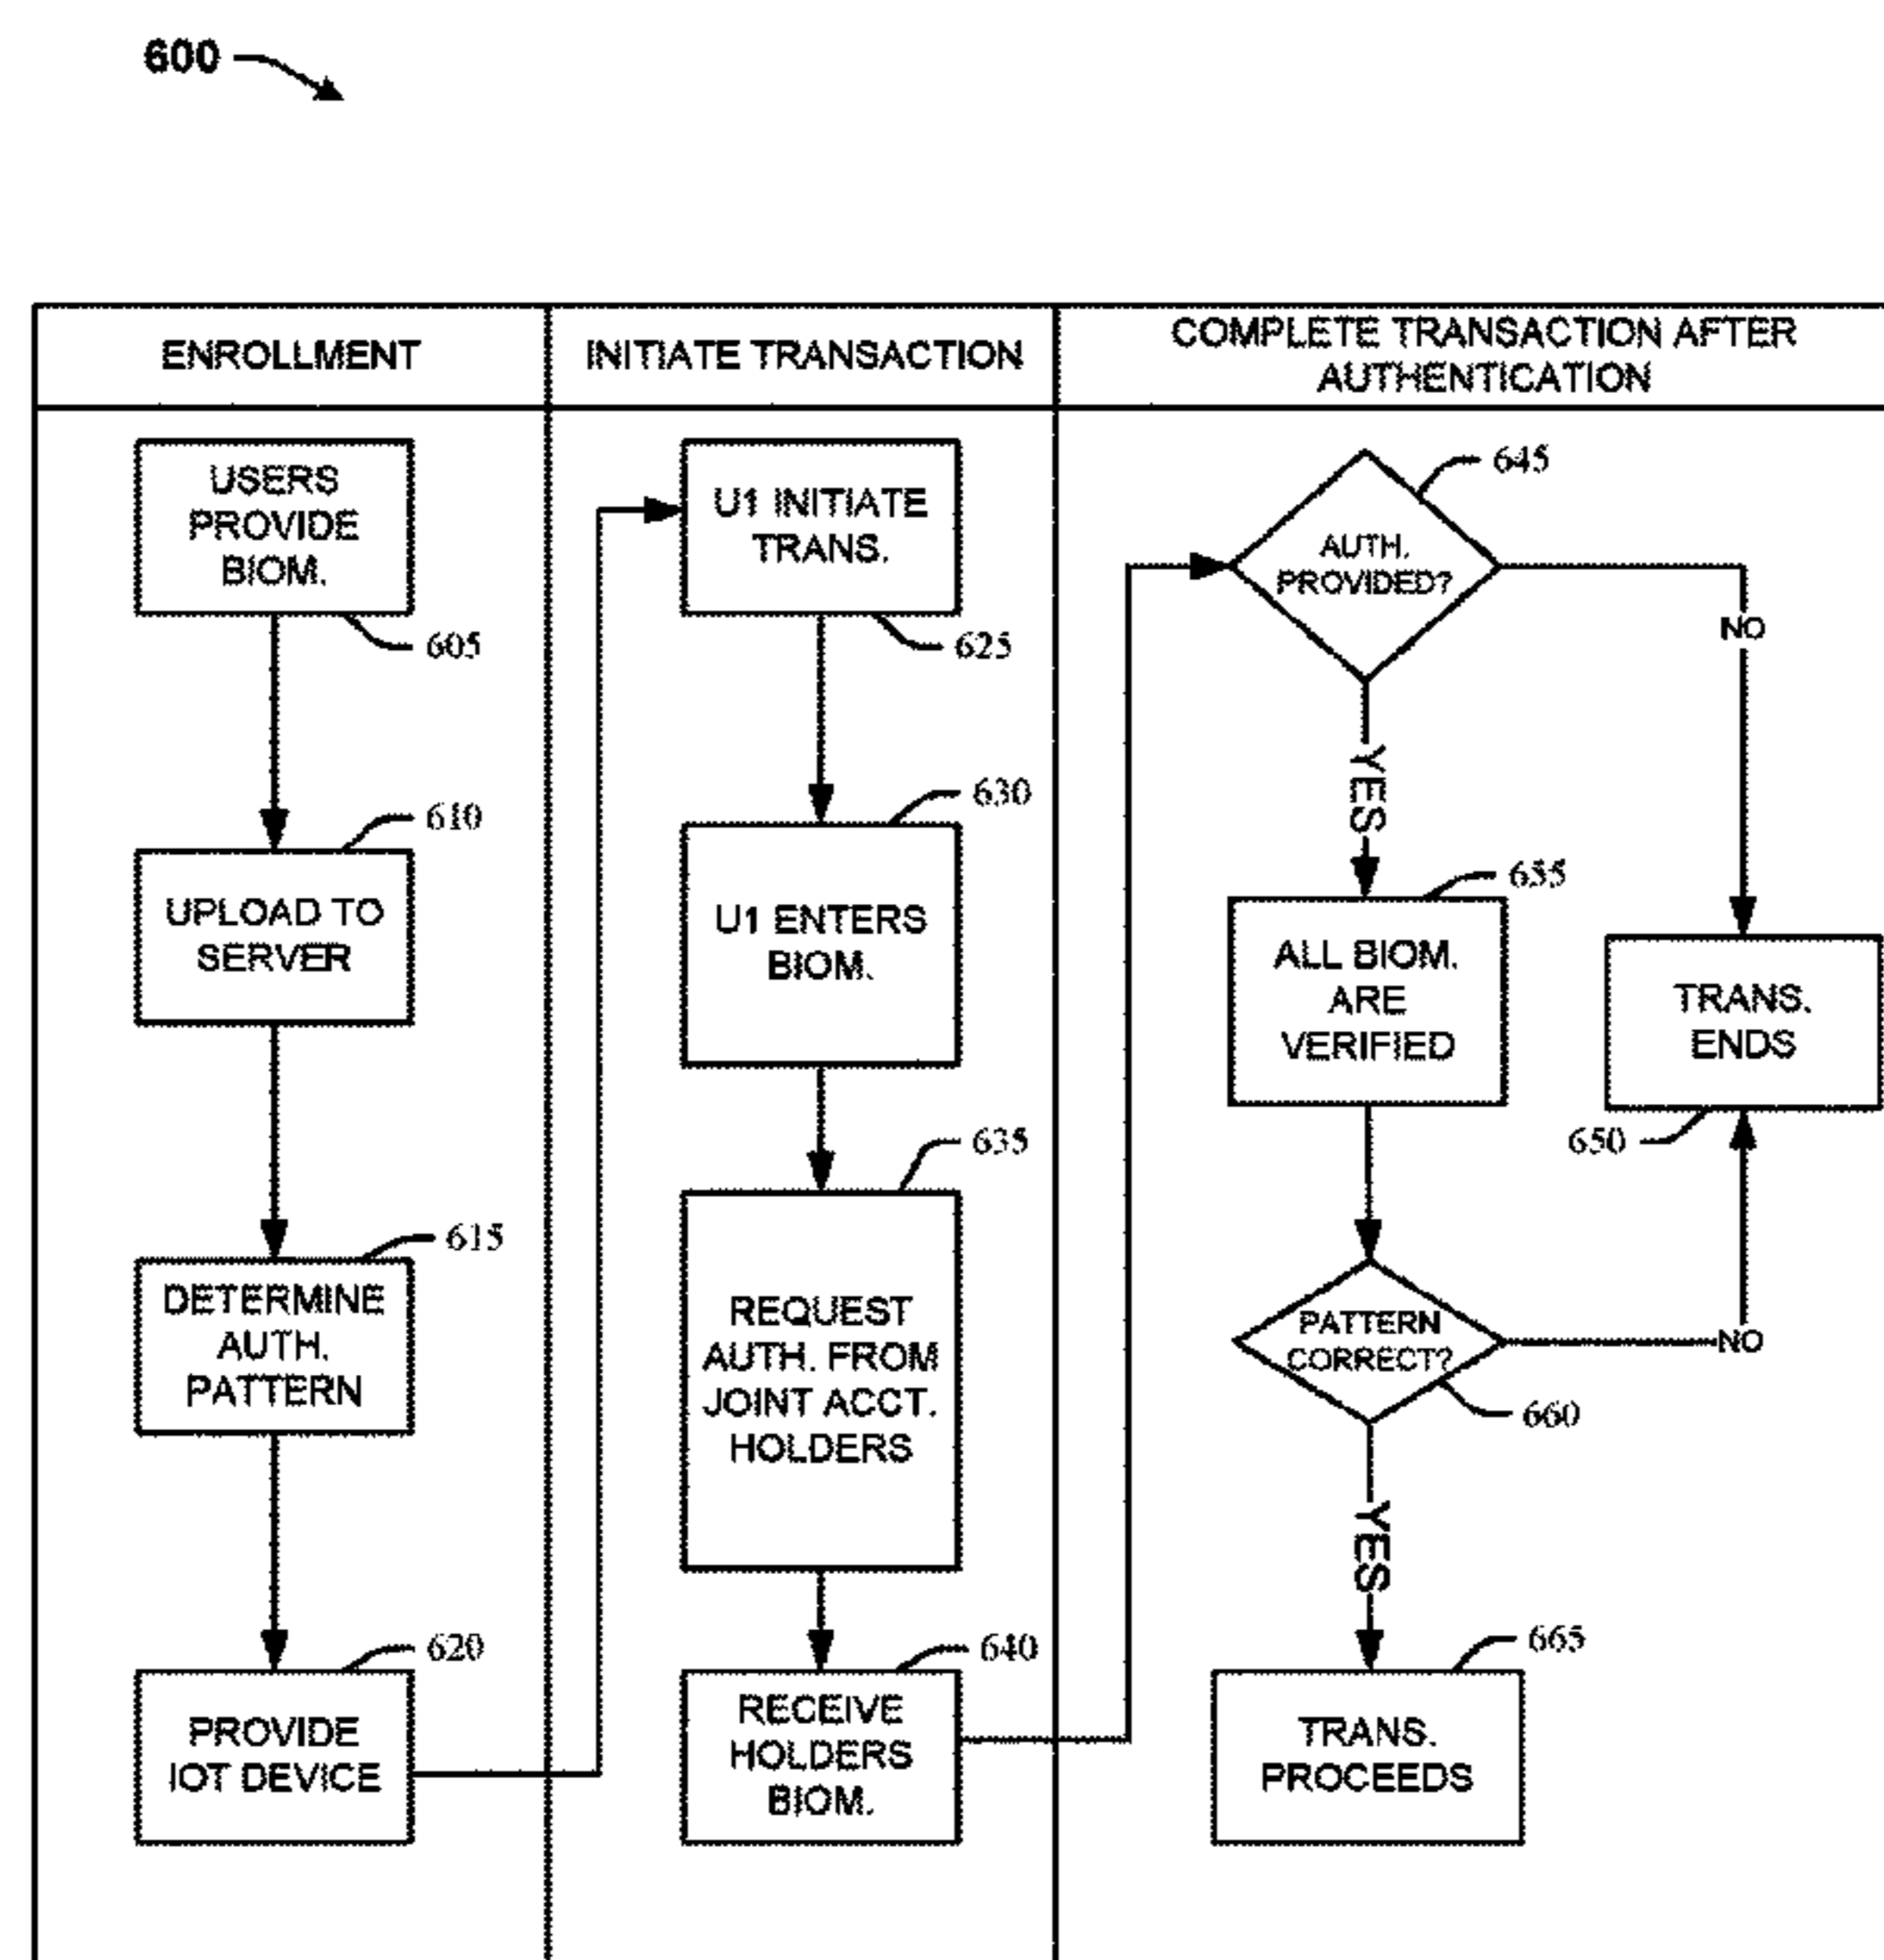 600
ENROLLMENT
USERS
PROVIDE
BIOM.
605
610
UPLOAD TO
SERVER
615
DETERMINE
AUTH.
PATTERN
620
PROVIDE
IOT DEVICE
INITIATE TRANSACTION
U1 INITIATE
TRANS.
625
630
U1 ENTERS
BIOM.
635
REQUEST
AUTH. FROM
JOINT ACCT.
HOLDERS
640
RECEIVE
HOLDERS
BIOM.
COMPLETE TRANSACTION AFTER
AUTHENTICATION
645
AUTH.
PROVIDED?
NO
YES
655
ALL BIOM.
ARE
VERIFIED
TRANS.
ENDS
650
PATTERN
CORRECT?
NO
660
YES
665
TRANS.
PROCEEDS